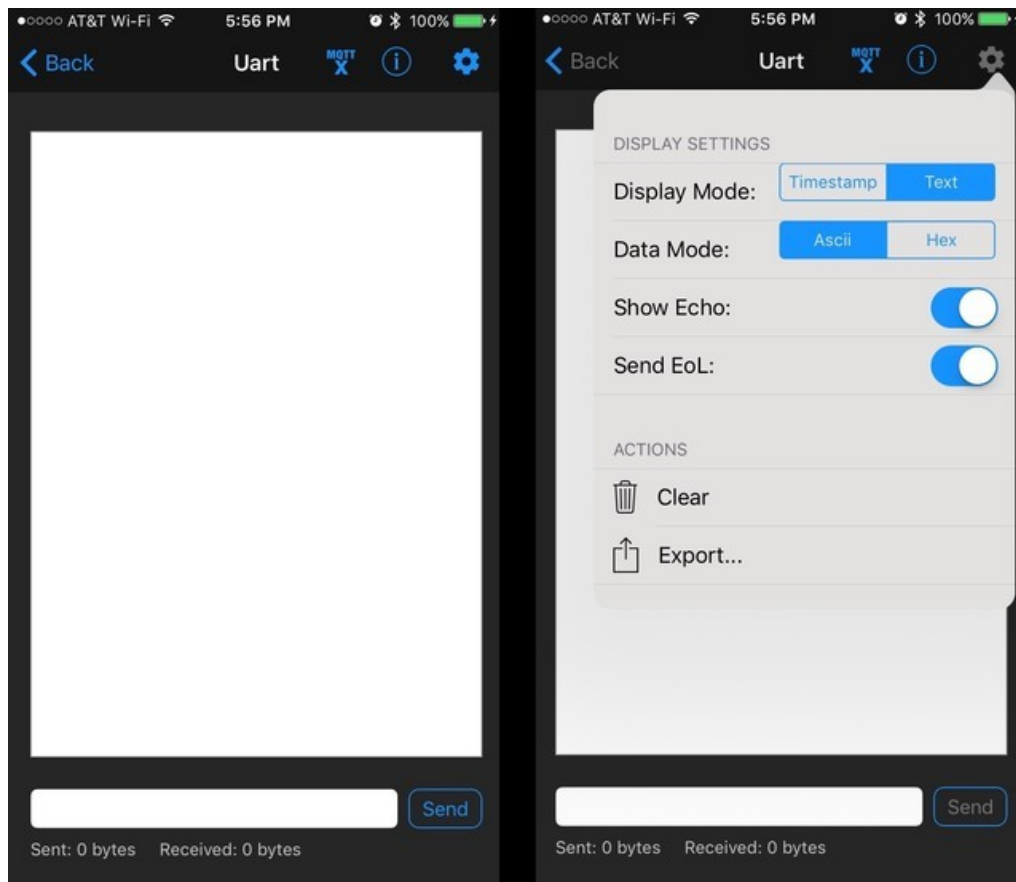 AT&T Wi-Fi 5:56 PM 100%
Back Uart MQTT X i
Send
Sent: 0 bytes Received: 0 bytes
AT&T Wi-Fi 5:56 PM 100%
Back Uart MQTT X i
DISPLAY SETTINGS
Display Mode: Timestamp Text
Data Mode: Ascii Hex
Show Echo:
Send EoL:
ACTIONS
Clear
Export...
Send
Sent: 0 bytes Received: 0 bytes